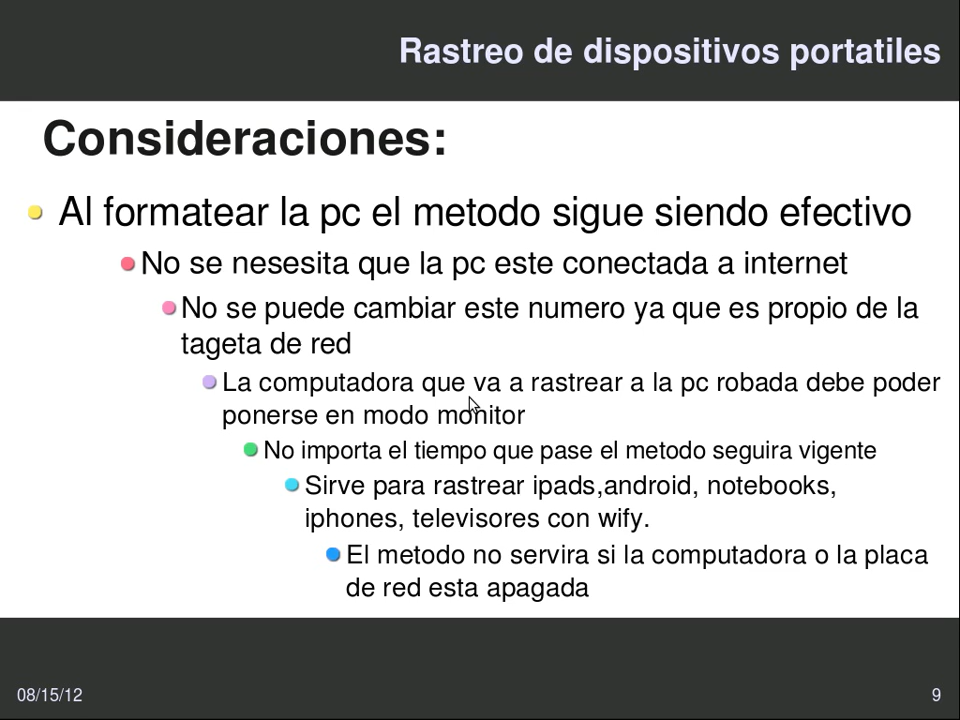 Rastreo de dispositivos portatiles
Consideraciones:
Al formatear la pc el metodo sigue siendo efectivo
No se nesesita que la pc este conectada a internet
No se puede cambiar este numero ya que es propio de la
tageta de red
La computadora que va a rastrear a la pc robada debe poder
ponerse en modo monitor
No importa el tiempo que pase el metodo seguira vigente
Sirve para rastrear ipads,android, notebooks,
iphones, televisores con wify.
El metodo no servira si la computadora o la placa
de red esta apagada
08/15/12
9